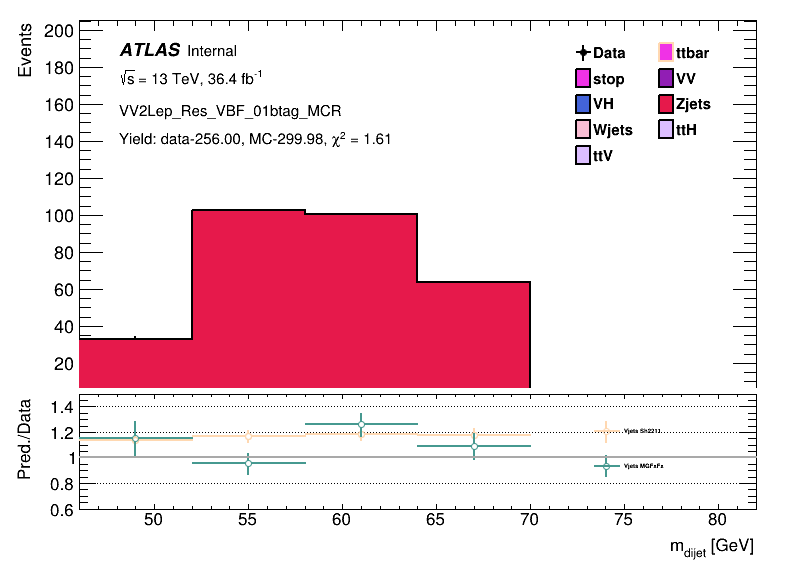 Events
200
180
160
140
120
100
80
60
40
20
ATLAS Internal
√s = 13 TeV, 36.4 fb⁻¹
VV2Lep_Res_VBF_01btag_MCR
Yield: data-256.00, MC-299.98, χ² = 1.61
Data
ttbar
stop
VV
VH
Zjets
Wjets
ttH
ttV
Pred./Data
1.4
1.2
1
0.8
0.6
Vjets Sh2211
Vjets MGFxFx
50 55 60 65 70 75 80
m_dijet [GeV]